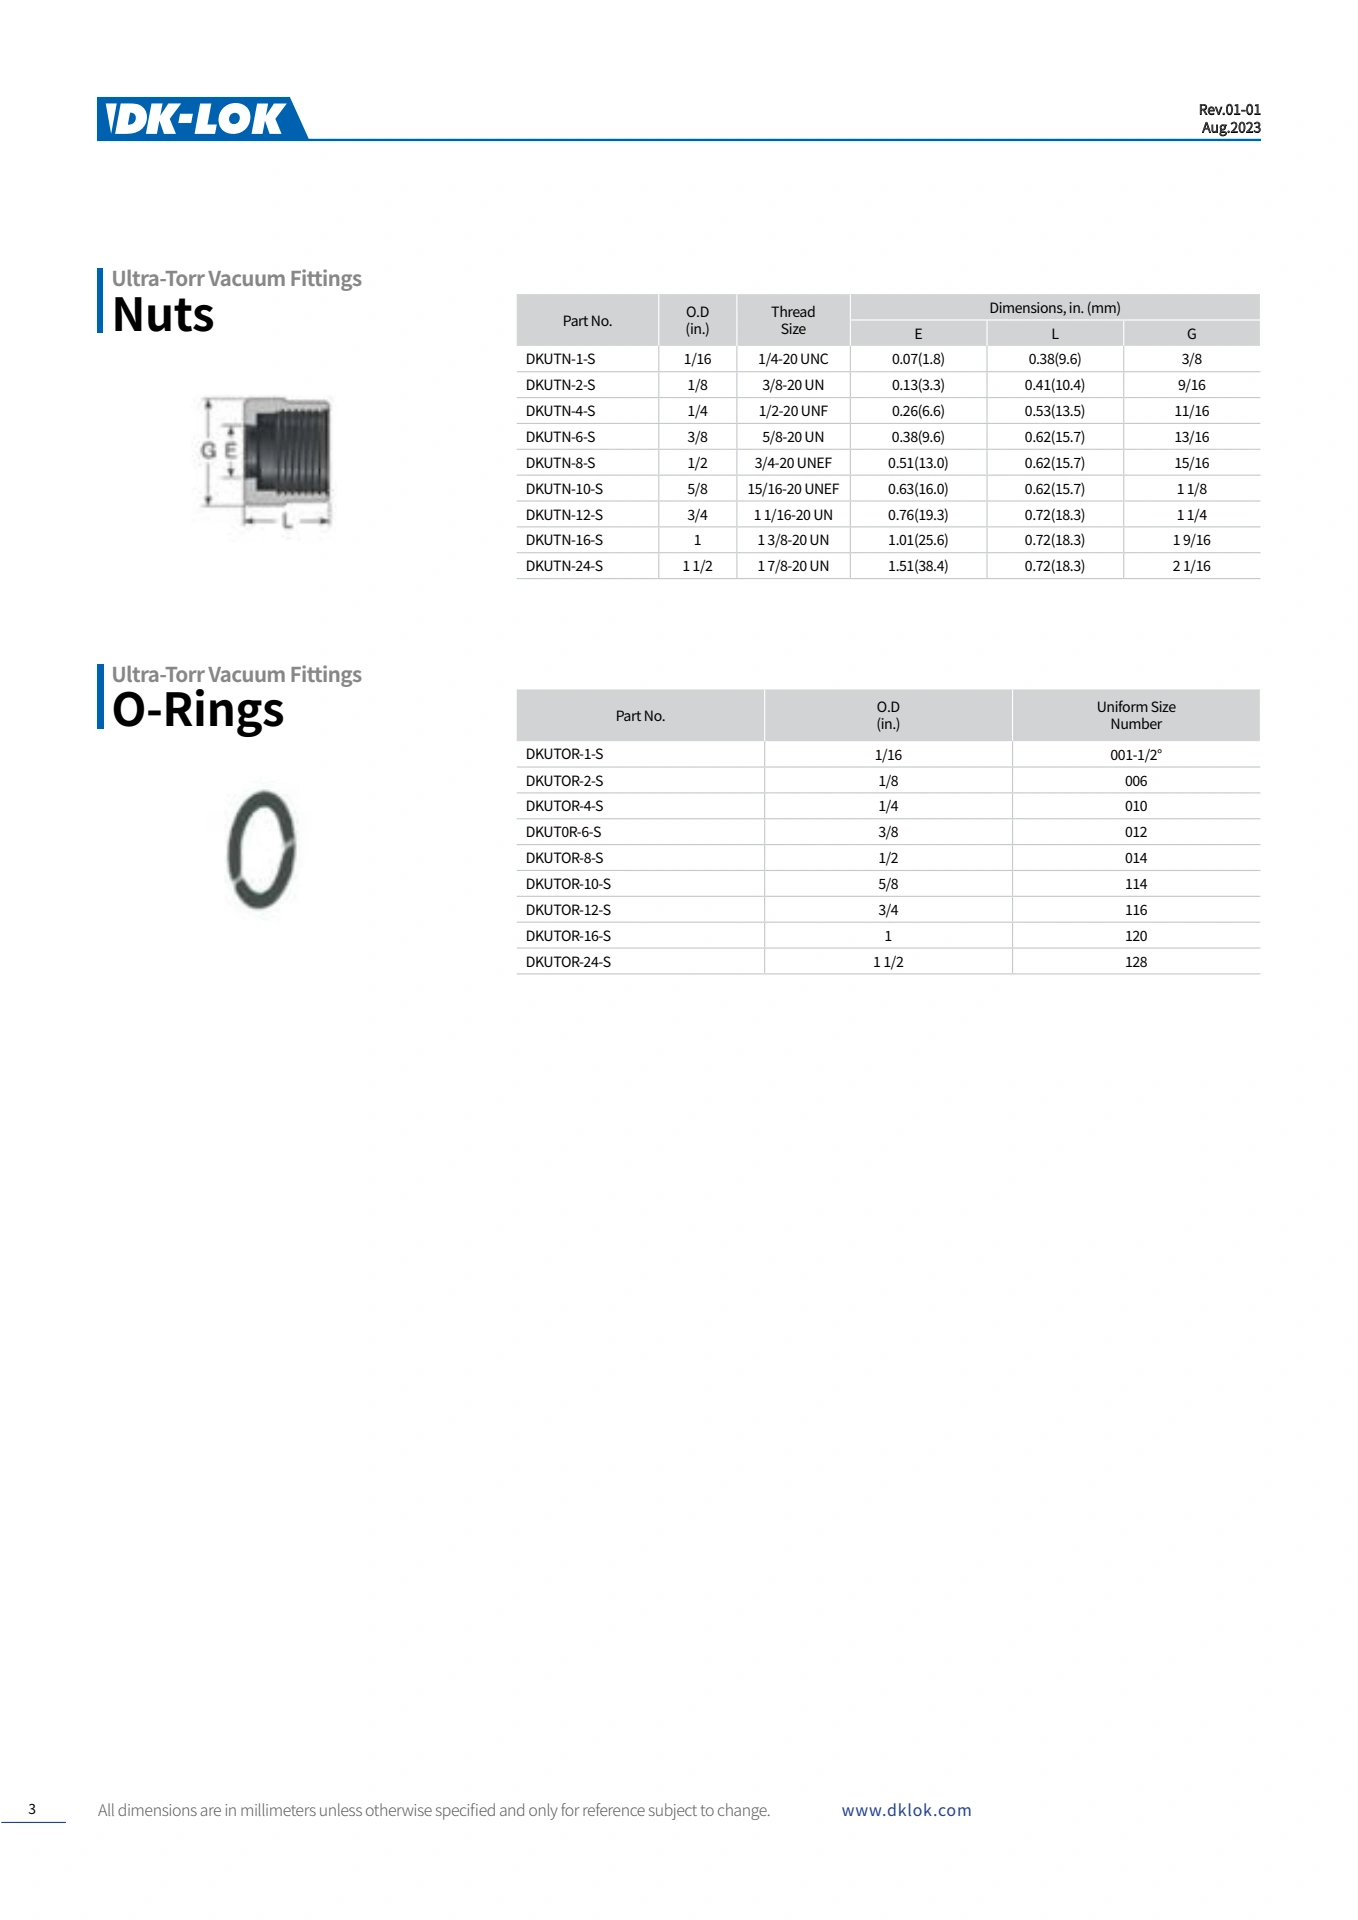 DK-LOK
Rev.01-01
Aug.2023
Ultra-Torr Vacuum Fittings
Nuts
G E
L
Part No. O.D (in.) Thread Size Dimensions, in. (mm)
E L G
DKUTN-1-S 1/16 1/4-20 UNC 0.07(1.8) 0.38(9.6) 3/8
DKUTN-2-S 1/8 3/8-20 UN 0.13(3.3) 0.41(10.4) 9/16
DKUTN-4-S 1/4 1/2-20 UNF 0.26(6.6) 0.53(13.5) 11/16
DKUTN-6-S 3/8 5/8-20 UN 0.38(9.6) 0.62(15.7) 13/16
DKUTN-8-S 1/2 3/4-20 UNEF 0.51(13.0) 0.62(15.7) 15/16
DKUTN-10-S 5/8 15/16-20 UNEF 0.63(16.0) 0.62(15.7) 1 1/8
DKUTN-12-S 3/4 1 1/16-20 UN 0.76(19.3) 0.72(18.3) 1 1/4
DKUTN-16-S 1 1 3/8-20 UN 1.01(25.6) 0.72(18.3) 1 9/16
DKUTN-24-S 1 1/2 1 7/8-20 UN 1.51(38.4) 0.72(18.3) 2 1/16
Ultra-Torr Vacuum Fittings
O-Rings
Part No. O.D (in.) Uniform Size Number
DKUTOR-1-S 1/16 001-1/2°
DKUTOR-2-S 1/8 006
DKUTOR-4-S 1/4 010
DKUT0R-6-S 3/8 012
DKUTOR-8-S 1/2 014
DKUTOR-10-S 5/8 114
DKUTOR-12-S 3/4 116
DKUTOR-16-S 1 120
DKUTOR-24-S 1 1/2 128
3 All dimensions are in millimeters unless otherwise specified and only for reference subject to change. www.dklok.com